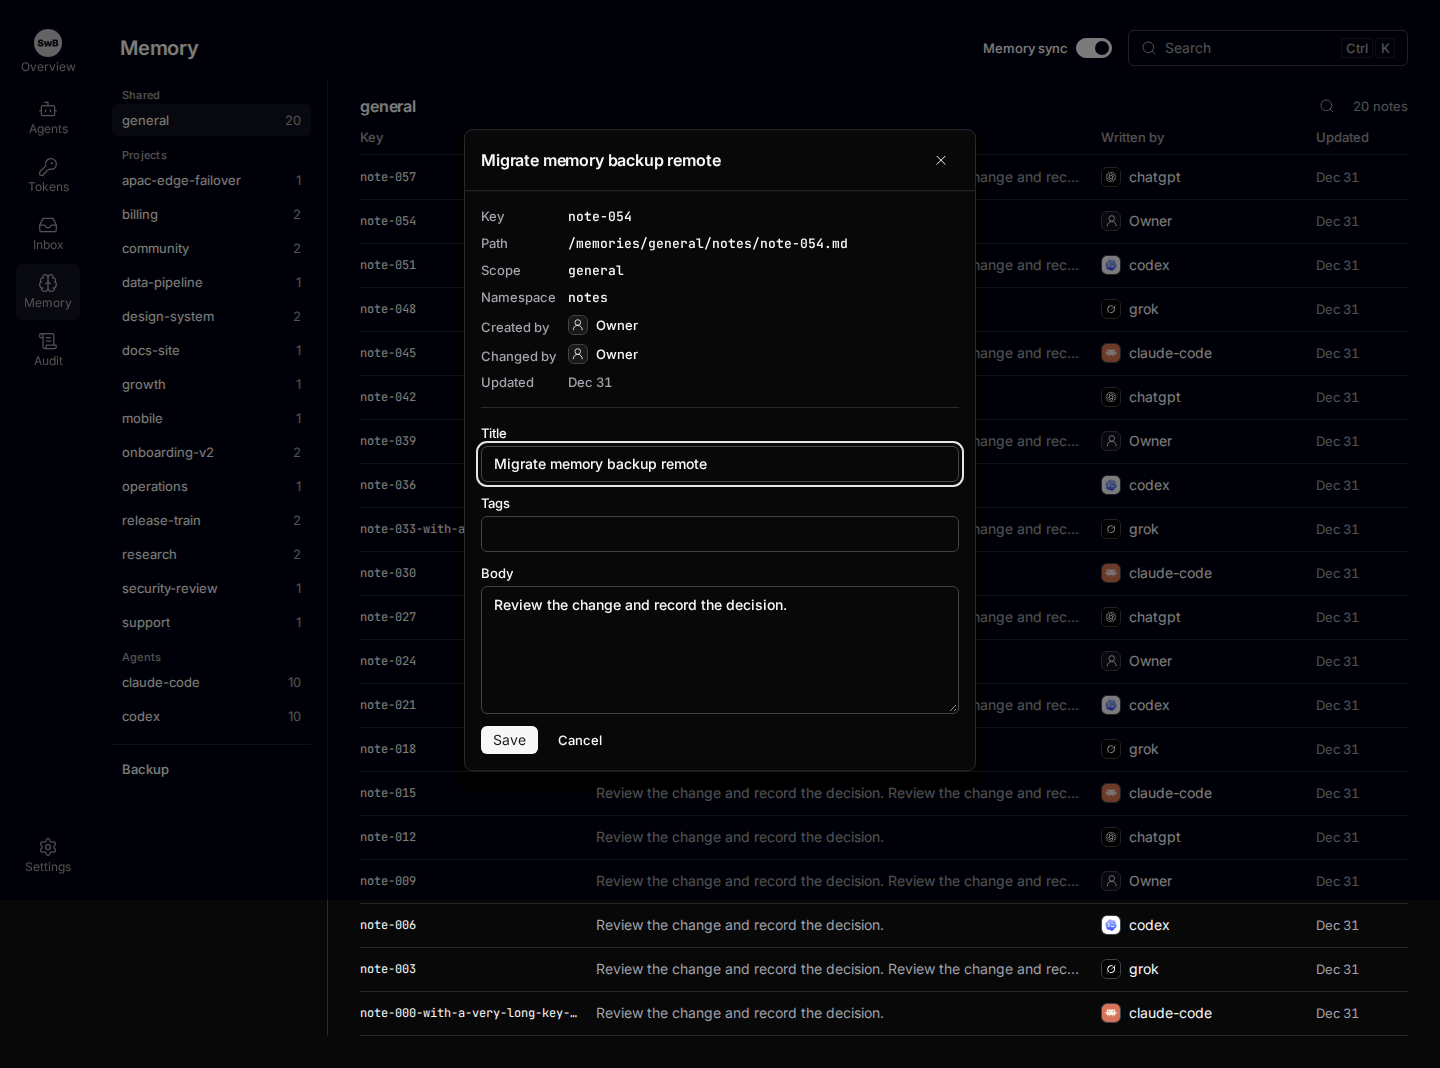 SwB
Overview
Agents
Tokens
Inbox
Memory
Audit
Settings
Memory
Memory sync
Search
Ctrl K
Shared
general 20
Projects
apac-edge-failover 1
billing 2
community 2
data-pipeline 1
design-system 2
docs-site 1
growth 1
mobile 1
onboarding-v2 2
operations 1
release-train 2
research 2
security-review 1
support 1
Agents
claude-code 10
codex 10
Backup
general
20 notes
Key Written by Updated
note-057 change and rec... chatgpt Dec 31
note-054 Owner Dec 31
note-051 change and rec... codex Dec 31
note-048 grok Dec 31
note-045 change and rec... claude-code Dec 31
note-042 chatgpt Dec 31
note-039 change and rec... Owner Dec 31
note-036 codex Dec 31
note-033-with-a change and rec... grok Dec 31
note-030 claude-code Dec 31
note-027 change and rec... chatgpt Dec 31
note-024 Owner Dec 31
note-021 change and rec... codex Dec 31
note-018 grok Dec 31
note-015 Review the change and record the decision. Review the change and rec... claude-code Dec 31
note-012 Review the change and record the decision. chatgpt Dec 31
note-009 Review the change and record the decision. Review the change and rec... Owner Dec 31
note-006 Review the change and record the decision. codex Dec 31
note-003 Review the change and record the decision. Review the change and rec... grok Dec 31
note-000-with-a-very-long-key-… Review the change and record the decision. claude-code Dec 31
Migrate memory backup remote
Key note-054
Path /memories/general/notes/note-054.md
Scope general
Namespace notes
Created by Owner
Changed by Owner
Updated Dec 31
Title
Migrate memory backup remote
Tags
Body
Review the change and record the decision.
Save Cancel